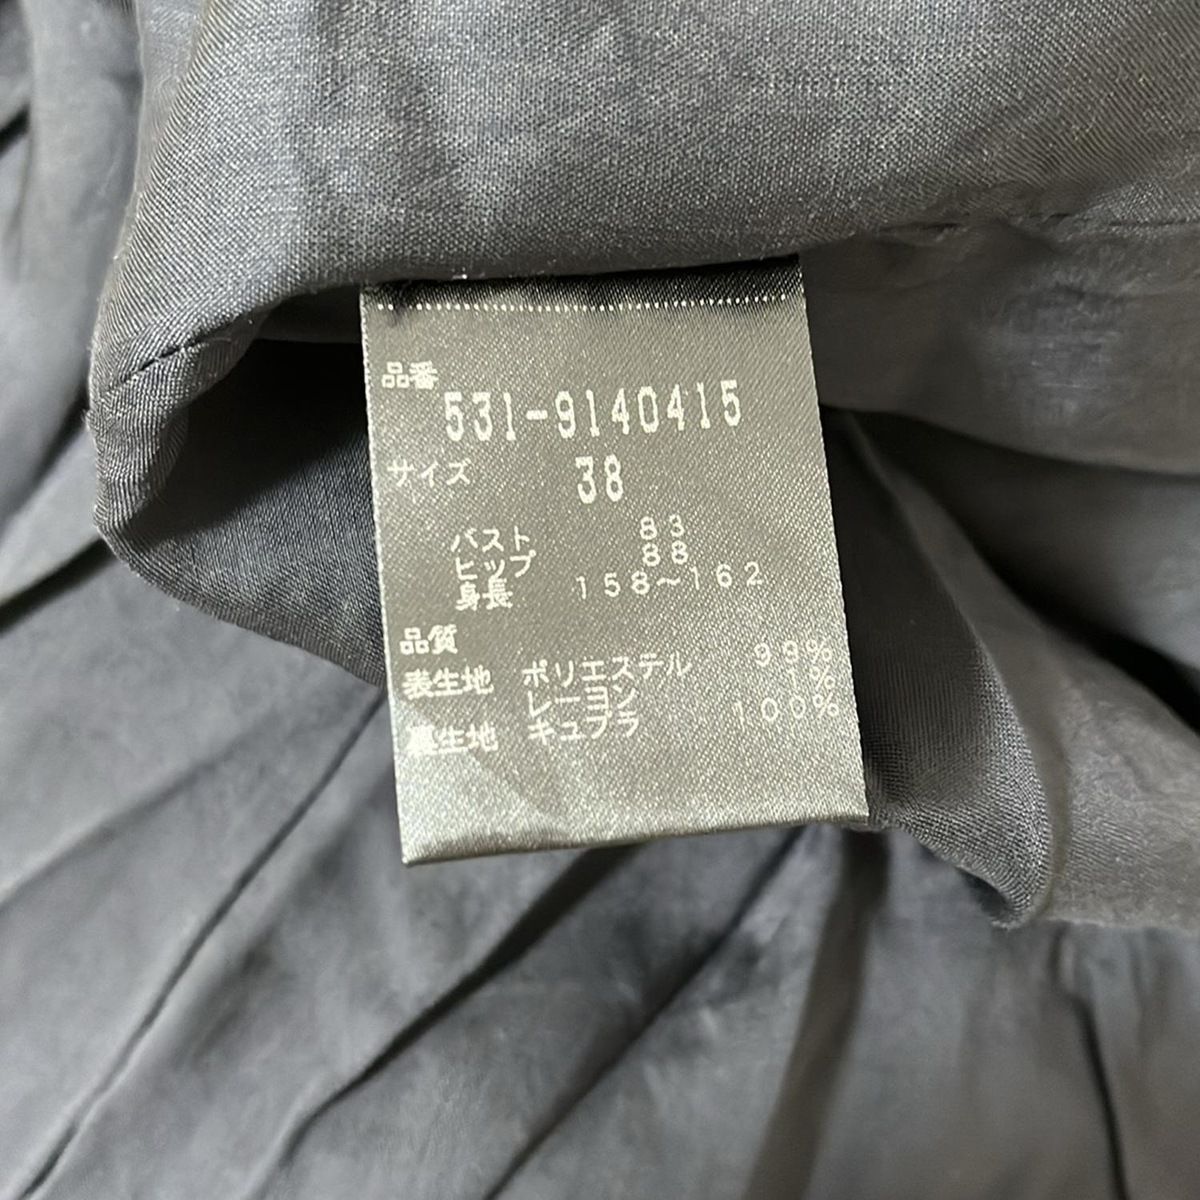 品番
531-9140415
サイズ 38
バスト 83
ヒップ 88
身長 158~162
品質
表生地 ポリエステル 99%
レーヨン 1%
裏生地 キュプラ 100%